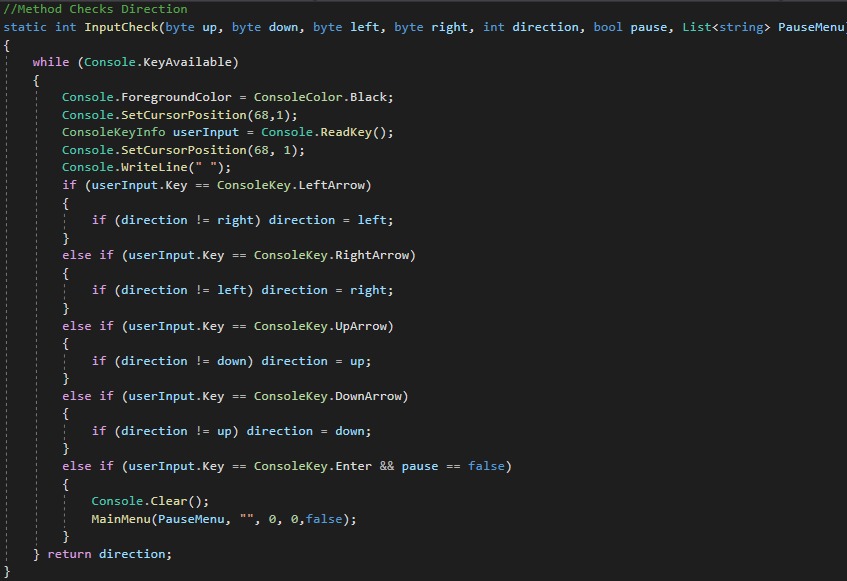 //Method Checks Direction
static int InputCheck(byte up, byte down, byte left, byte right, int direction, bool pause, List<string> PauseMenu)
{
while (Console.KeyAvailable)
{
Console.ForegroundColor = ConsoleColor.Black;
Console.SetCursorPosition(68,1);
ConsoleKeyInfo userInput = Console.ReadKey();
Console.SetCursorPosition(68, 1);
Console.WriteLine(" ");
if (userInput.Key == ConsoleKey.LeftArrow)
{
if (direction != right) direction = left;
}
else if (userInput.Key == ConsoleKey.RightArrow)
{
if (direction != left) direction = right;
}
else if (userInput.Key == ConsoleKey.UpArrow)
{
if (direction != down) direction = up;
}
else if (userInput.Key == ConsoleKey.DownArrow)
{
if (direction != up) direction = down;
}
else if (userInput.Key == ConsoleKey.Enter && pause == false)
{
Console.Clear();
MainMenu(PauseMenu, "", 0, 0,false);
}
} return direction;
}